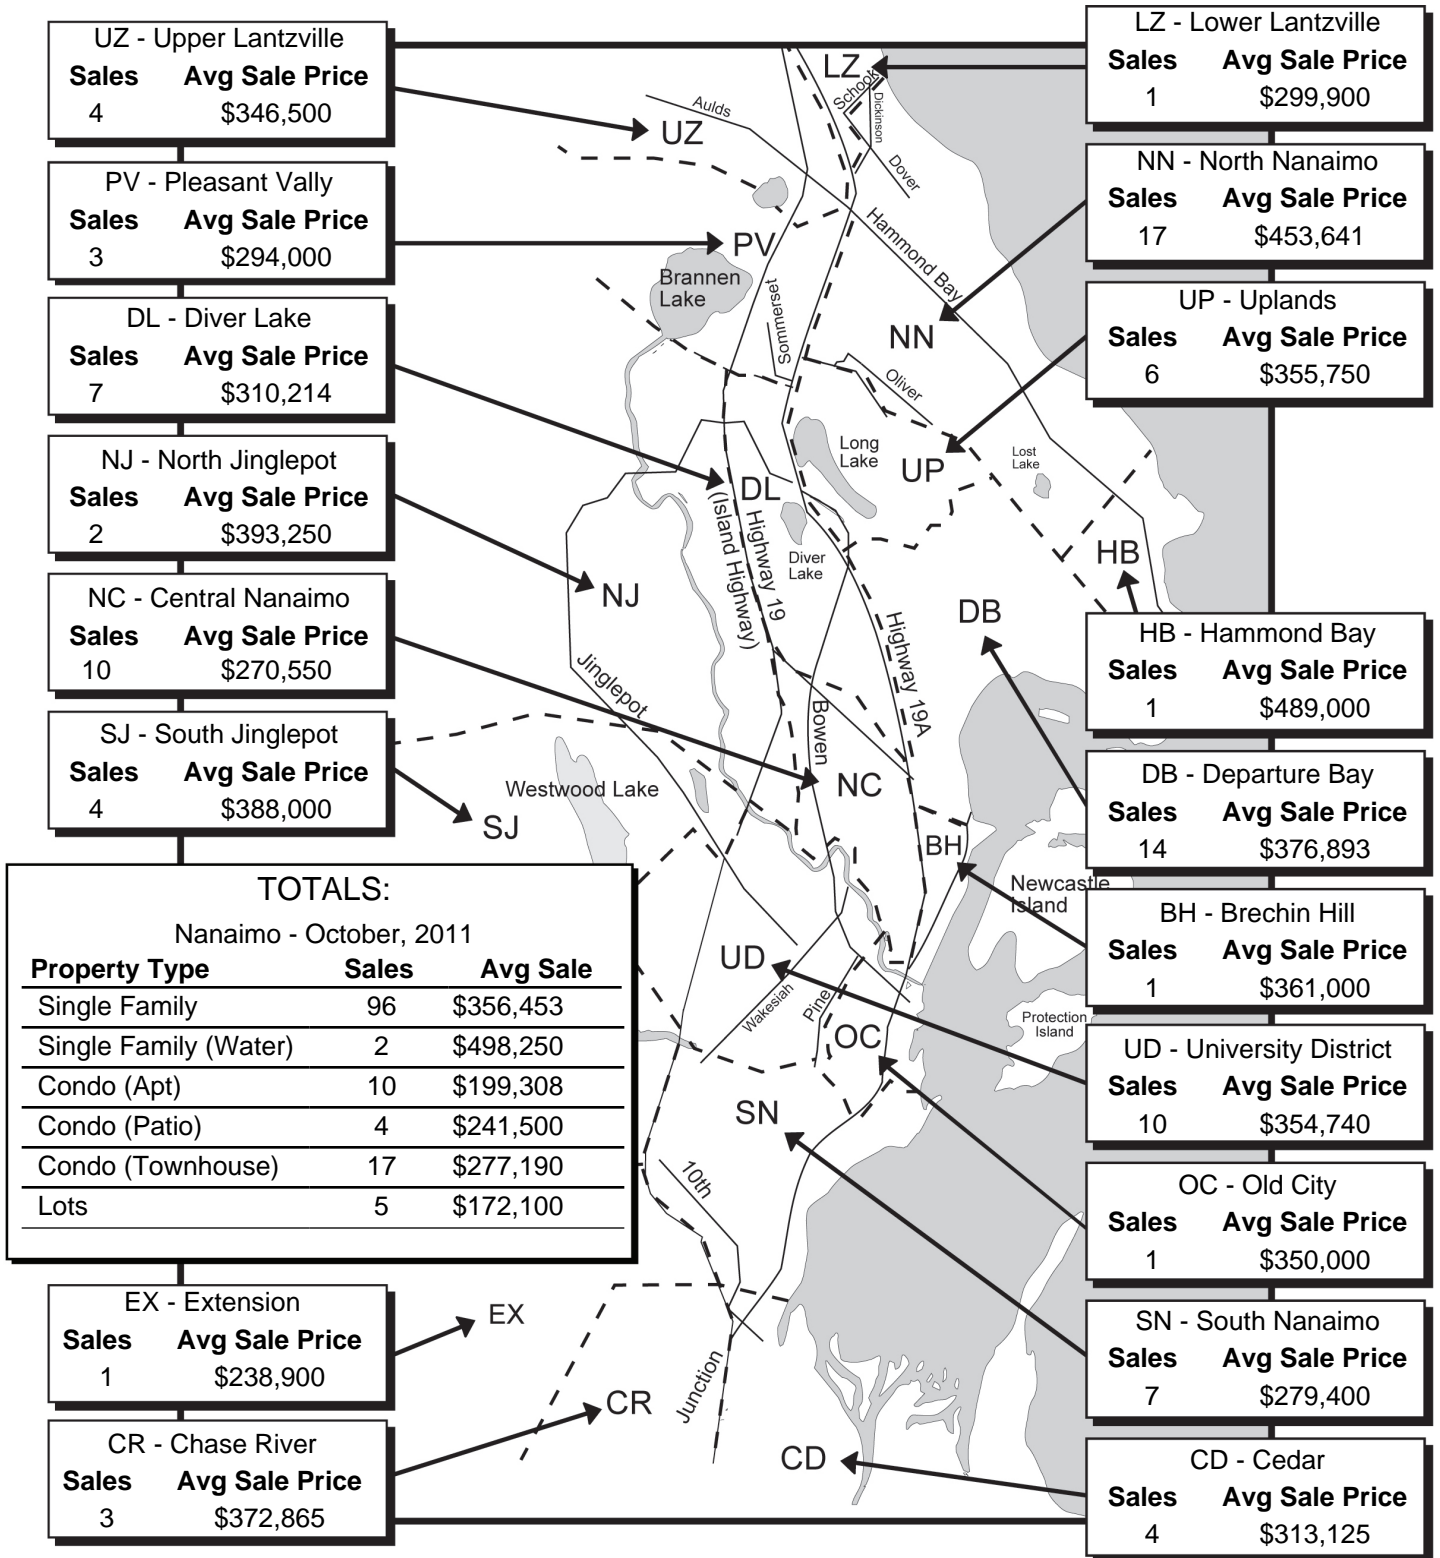 UZ - Upper Lantzville
Sales Avg Sale Price
4 $346,500
PV - Pleasant Vally
Sales Avg Sale Price
3 $294,000
DL - Diver Lake
Sales Avg Sale Price
7 $310,214
NJ - North Jinglepot
Sales Avg Sale Price
2 $393,250
NC - Central Nanaimo
Sales Avg Sale Price
10 $270,550
SJ - South Jinglepot
Sales Avg Sale Price
4 $388,000
TOTALS:
Nanaimo - October, 2011
Property Type Sales Avg Sale
Single Family 96 $356,453
Single Family (Water) 2 $498,250
Condo (Apt) 10 $199,308
Condo (Patio) 4 $241,500
Condo (Townhouse) 17 $277,190
Lots 5 $172,100
EX - Extension
Sales Avg Sale Price
1 $238,900
CR - Chase River
Sales Avg Sale Price
3 $372,865
LZ
School
Dickinson
Aulds
UZ
Dover
PV
Hammond Bay
Brannen
Lake
Sommerset
NN
Oliver
Long
Lake
UP
Lost
Lake
DL
Highway 19
(Island Highway)
Diver
Lake
HB
NJ
DB
Highway 19A
Jinglepot
Bowen
NC
Westwood Lake
SJ
BH
Newcastle
Island
UD
Wakesiah
Pine
OC
Protection
Island
SN
10th
EX
Junction
CR
CD
LZ - Lower Lantzville
Sales Avg Sale Price
1 $299,900
NN - North Nanaimo
Sales Avg Sale Price
17 $453,641
UP - Uplands
Sales Avg Sale Price
6 $355,750
HB - Hammond Bay
Sales Avg Sale Price
1 $489,000
DB - Departure Bay
Sales Avg Sale Price
14 $376,893
BH - Brechin Hill
Sales Avg Sale Price
1 $361,000
UD - University District
Sales Avg Sale Price
10 $354,740
OC - Old City
Sales Avg Sale Price
1 $350,000
SN - South Nanaimo
Sales Avg Sale Price
7 $279,400
CD - Cedar
Sales Avg Sale Price
4 $313,125